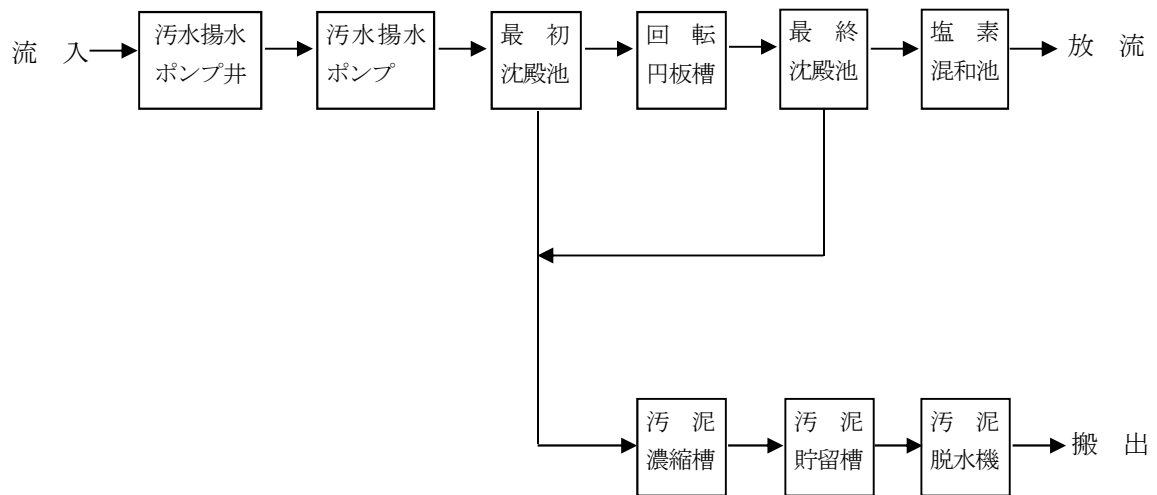 流 入
汚水揚水
ポンプ井
汚水揚水
ポンプ
最 初
沈殿池
回 転
円板槽
最 終
沈殿池
塩 素
混和池
放 流
汚 泥
濃縮槽
汚 泥
貯留槽
汚 泥
脱水機
搬 出